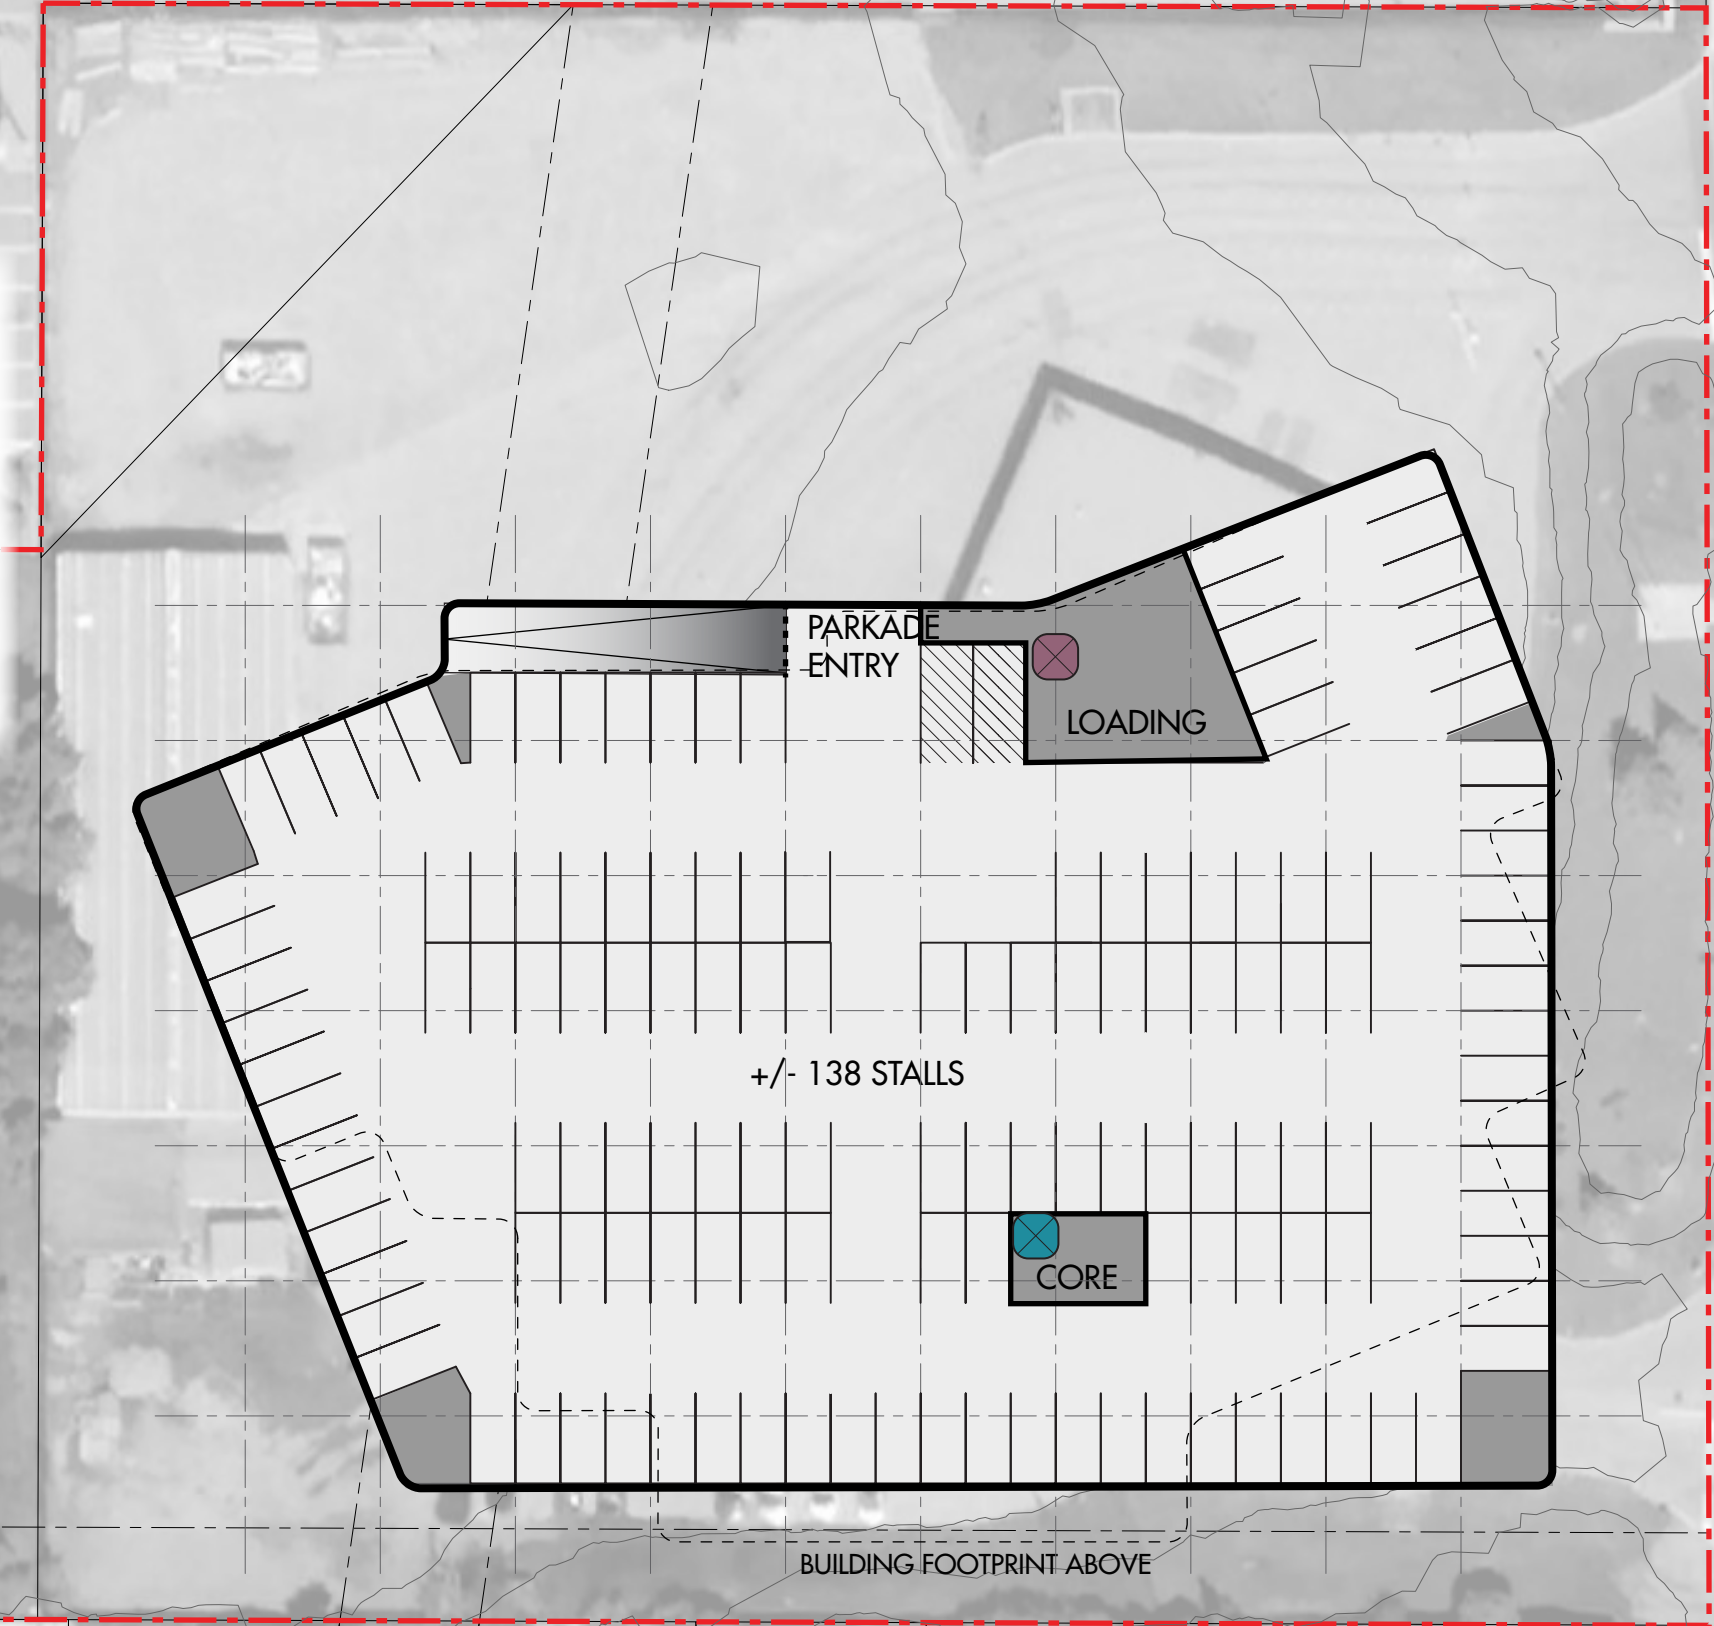 PARKADE
ENTRY
LOADING
+/- 138 STALLS
CORE
BUILDING FOOTPRINT ABOVE